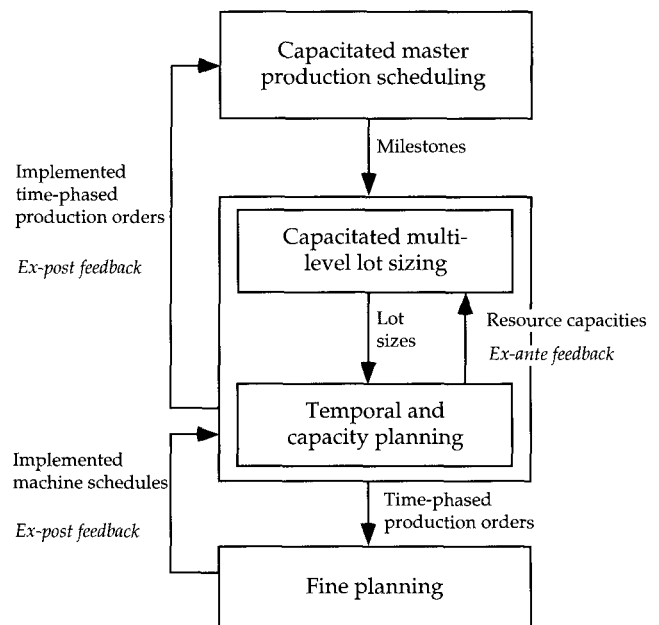 Capacitated master
production scheduling
Milestones
Implemented
time-phased
production orders
Ex-post feedback
Capacitated multi-
level lot sizing
Lot
sizes
Resource capacities
Ex-ante feedback
Temporal and
capacity planning
Implemented
machine schedules
Ex-post feedback
Time-phased
production orders
Fine planning